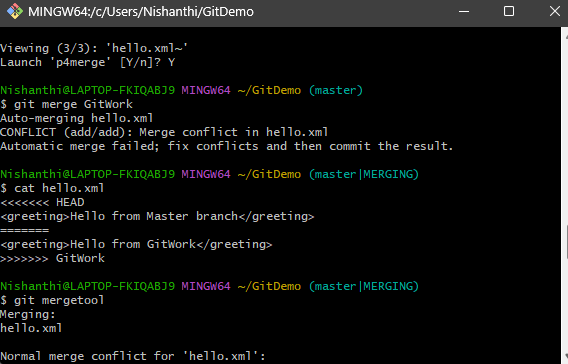 MINGW64:/c/Users/Nishanthi/GitDemo
Viewing (3/3): 'hello.xml~'
Launch 'p4merge' [Y/n]? Y
Nishanthi@LAPTOP-FKIQABJ9 MINGW64 ~/GitDemo (master)
$ git merge GitWork
Auto-merging hello.xml
CONFLICT (add/add): Merge conflict in hello.xml
Automatic merge failed; fix conflicts and then commit the result.
Nishanthi@LAPTOP-FKIQABJ9 MINGW64 ~/GitDemo (master|MERGING)
$ cat hello.xml
<<<<<<< HEAD
<greeting>Hello from Master branch</greeting>
=======
<greeting>Hello from GitWork</greeting>
>>>>>>> GitWork
Nishanthi@LAPTOP-FKIQABJ9 MINGW64 ~/GitDemo (master|MERGING)
$ git mergetool
Merging:
hello.xml
Normal merge conflict for 'hello.xml':